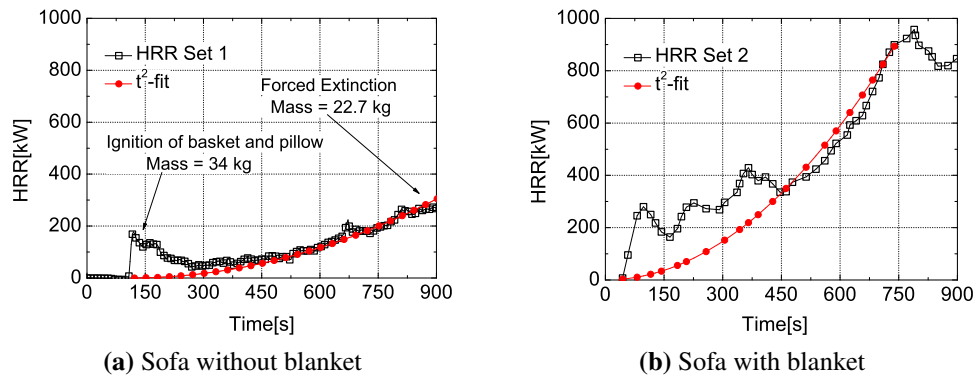 1000
800
600
400
200
0
HRR[kW]
HRR Set 1
t²-fit
Forced Extinction
Mass = 22.7 kg
Ignition of basket and pillow
Mass = 34 kg
0 150 300 450 600 750 900
Time[s]
(a) Sofa without blanket
1000
800
600
400
200
0
HRR[kW]
HRR Set 2
t²-fit
0 150 300 450 600 750 900
Time[s]
(b) Sofa with blanket